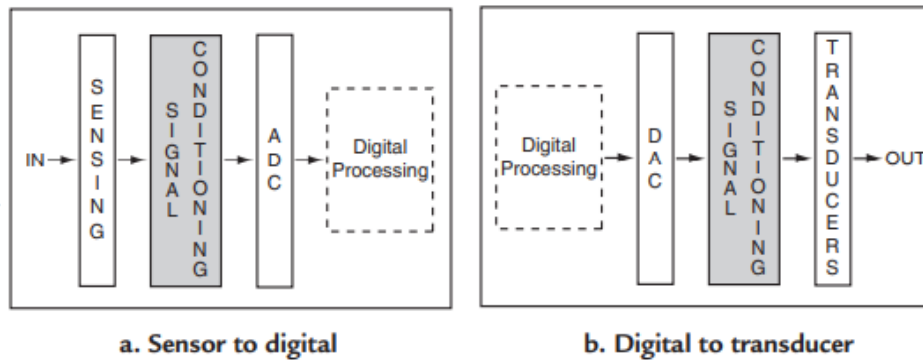 IN
SENSING
SIGNAL
CONDITIONING
ADC
Digital
Processing
a. Sensor to digital
Digital
Processing
DAC
SIGNAL
CONDITIONING
TRANSDUCERS
OUT
b. Digital to transducer